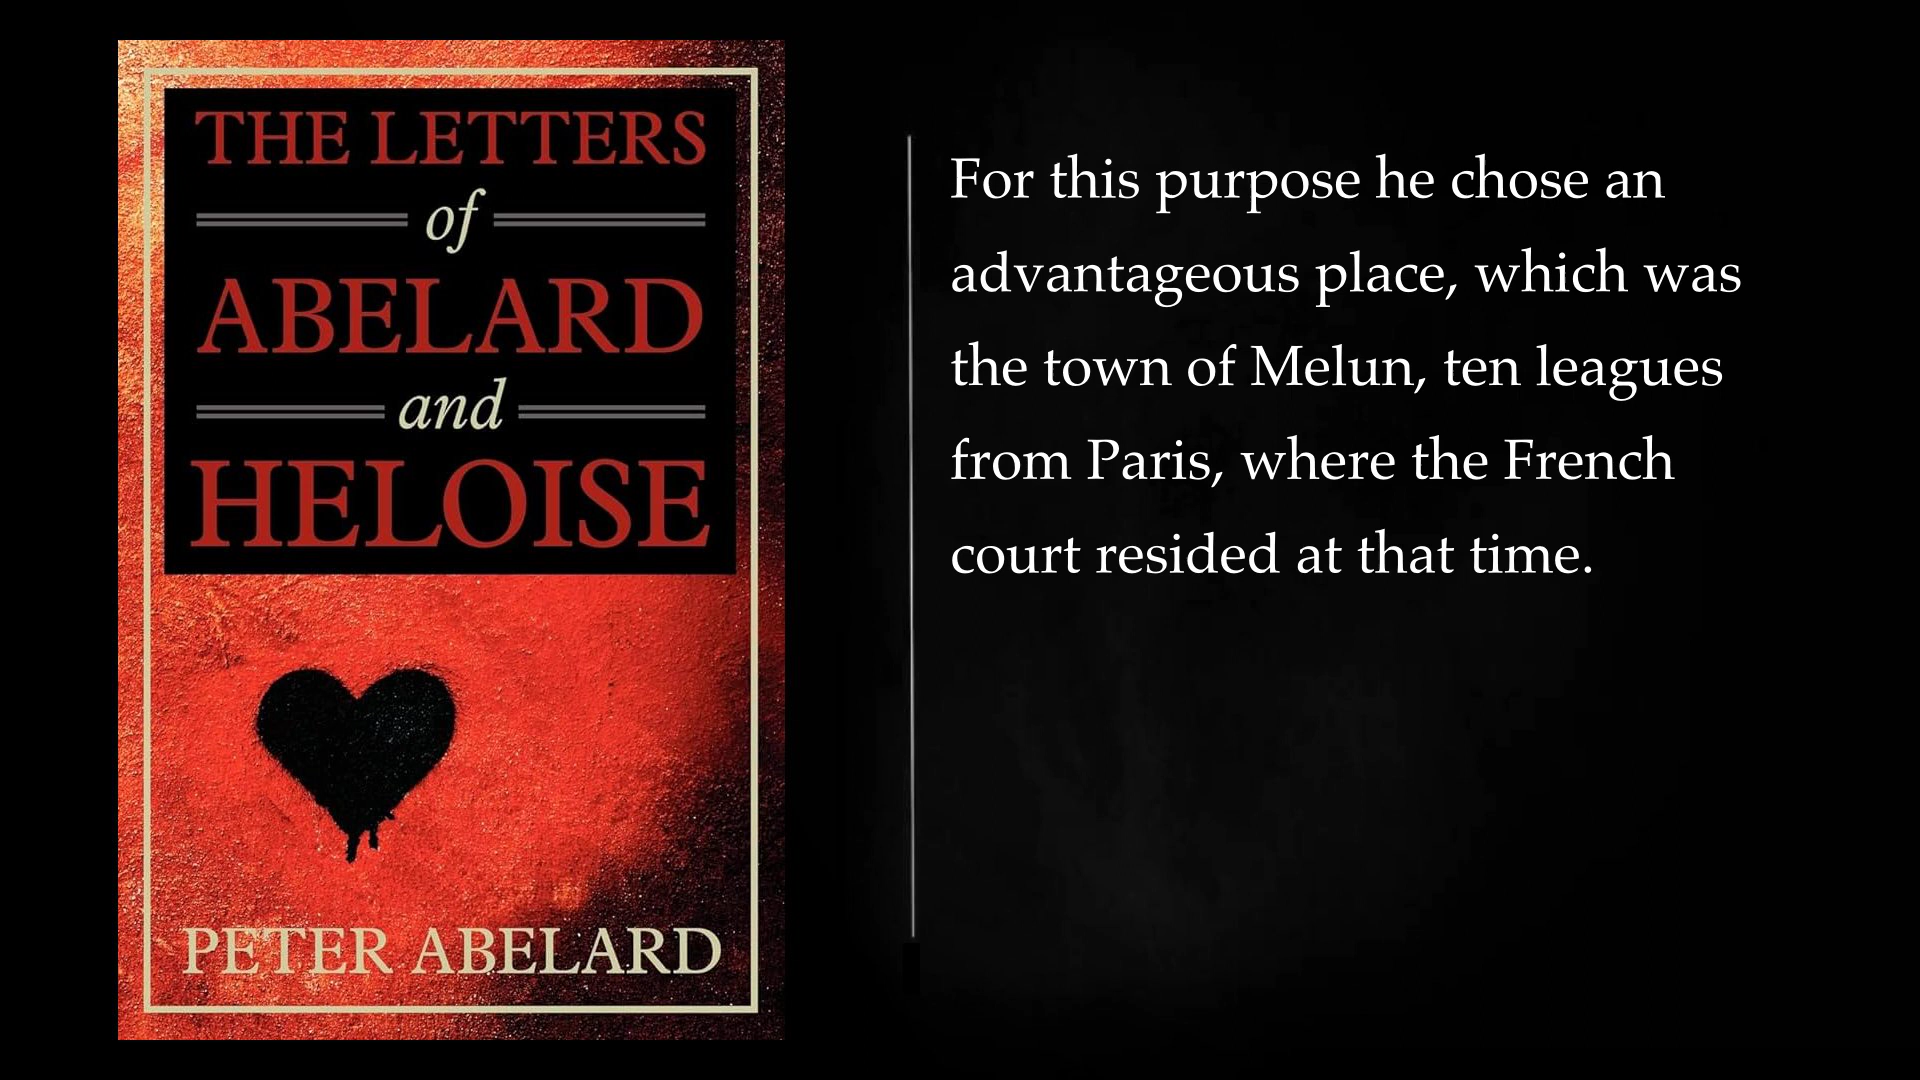 THE LETTERS
of
ABELARD
and
HELOISE
PETER ABELARD
For this purpose he chose an
advantageous place, which was
the town of Melun, ten leagues
from Paris, where the French
court resided at that time.